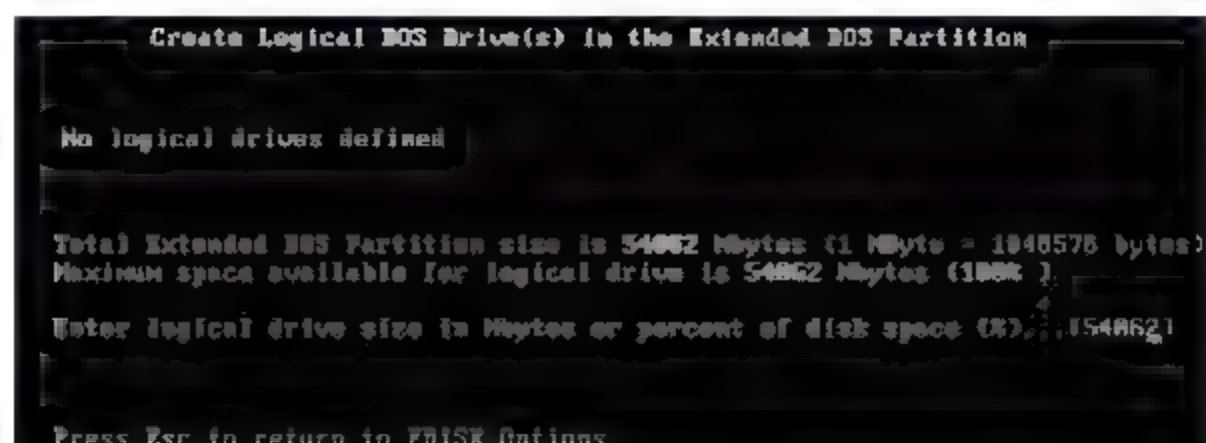 Create Logical DOS Drive(s) in the Extended DOS Partition
No logical drives defined
Total Extended DOS Partition size is 54062 Mbytes (1 MByte = 1048576 bytes)
Maximum space available for logical drive is 54062 Mbytes (100% )
Enter logical drive size in Mbytes or percent of disk space (%)...[54062]
Press Esc to return to FDISK Options